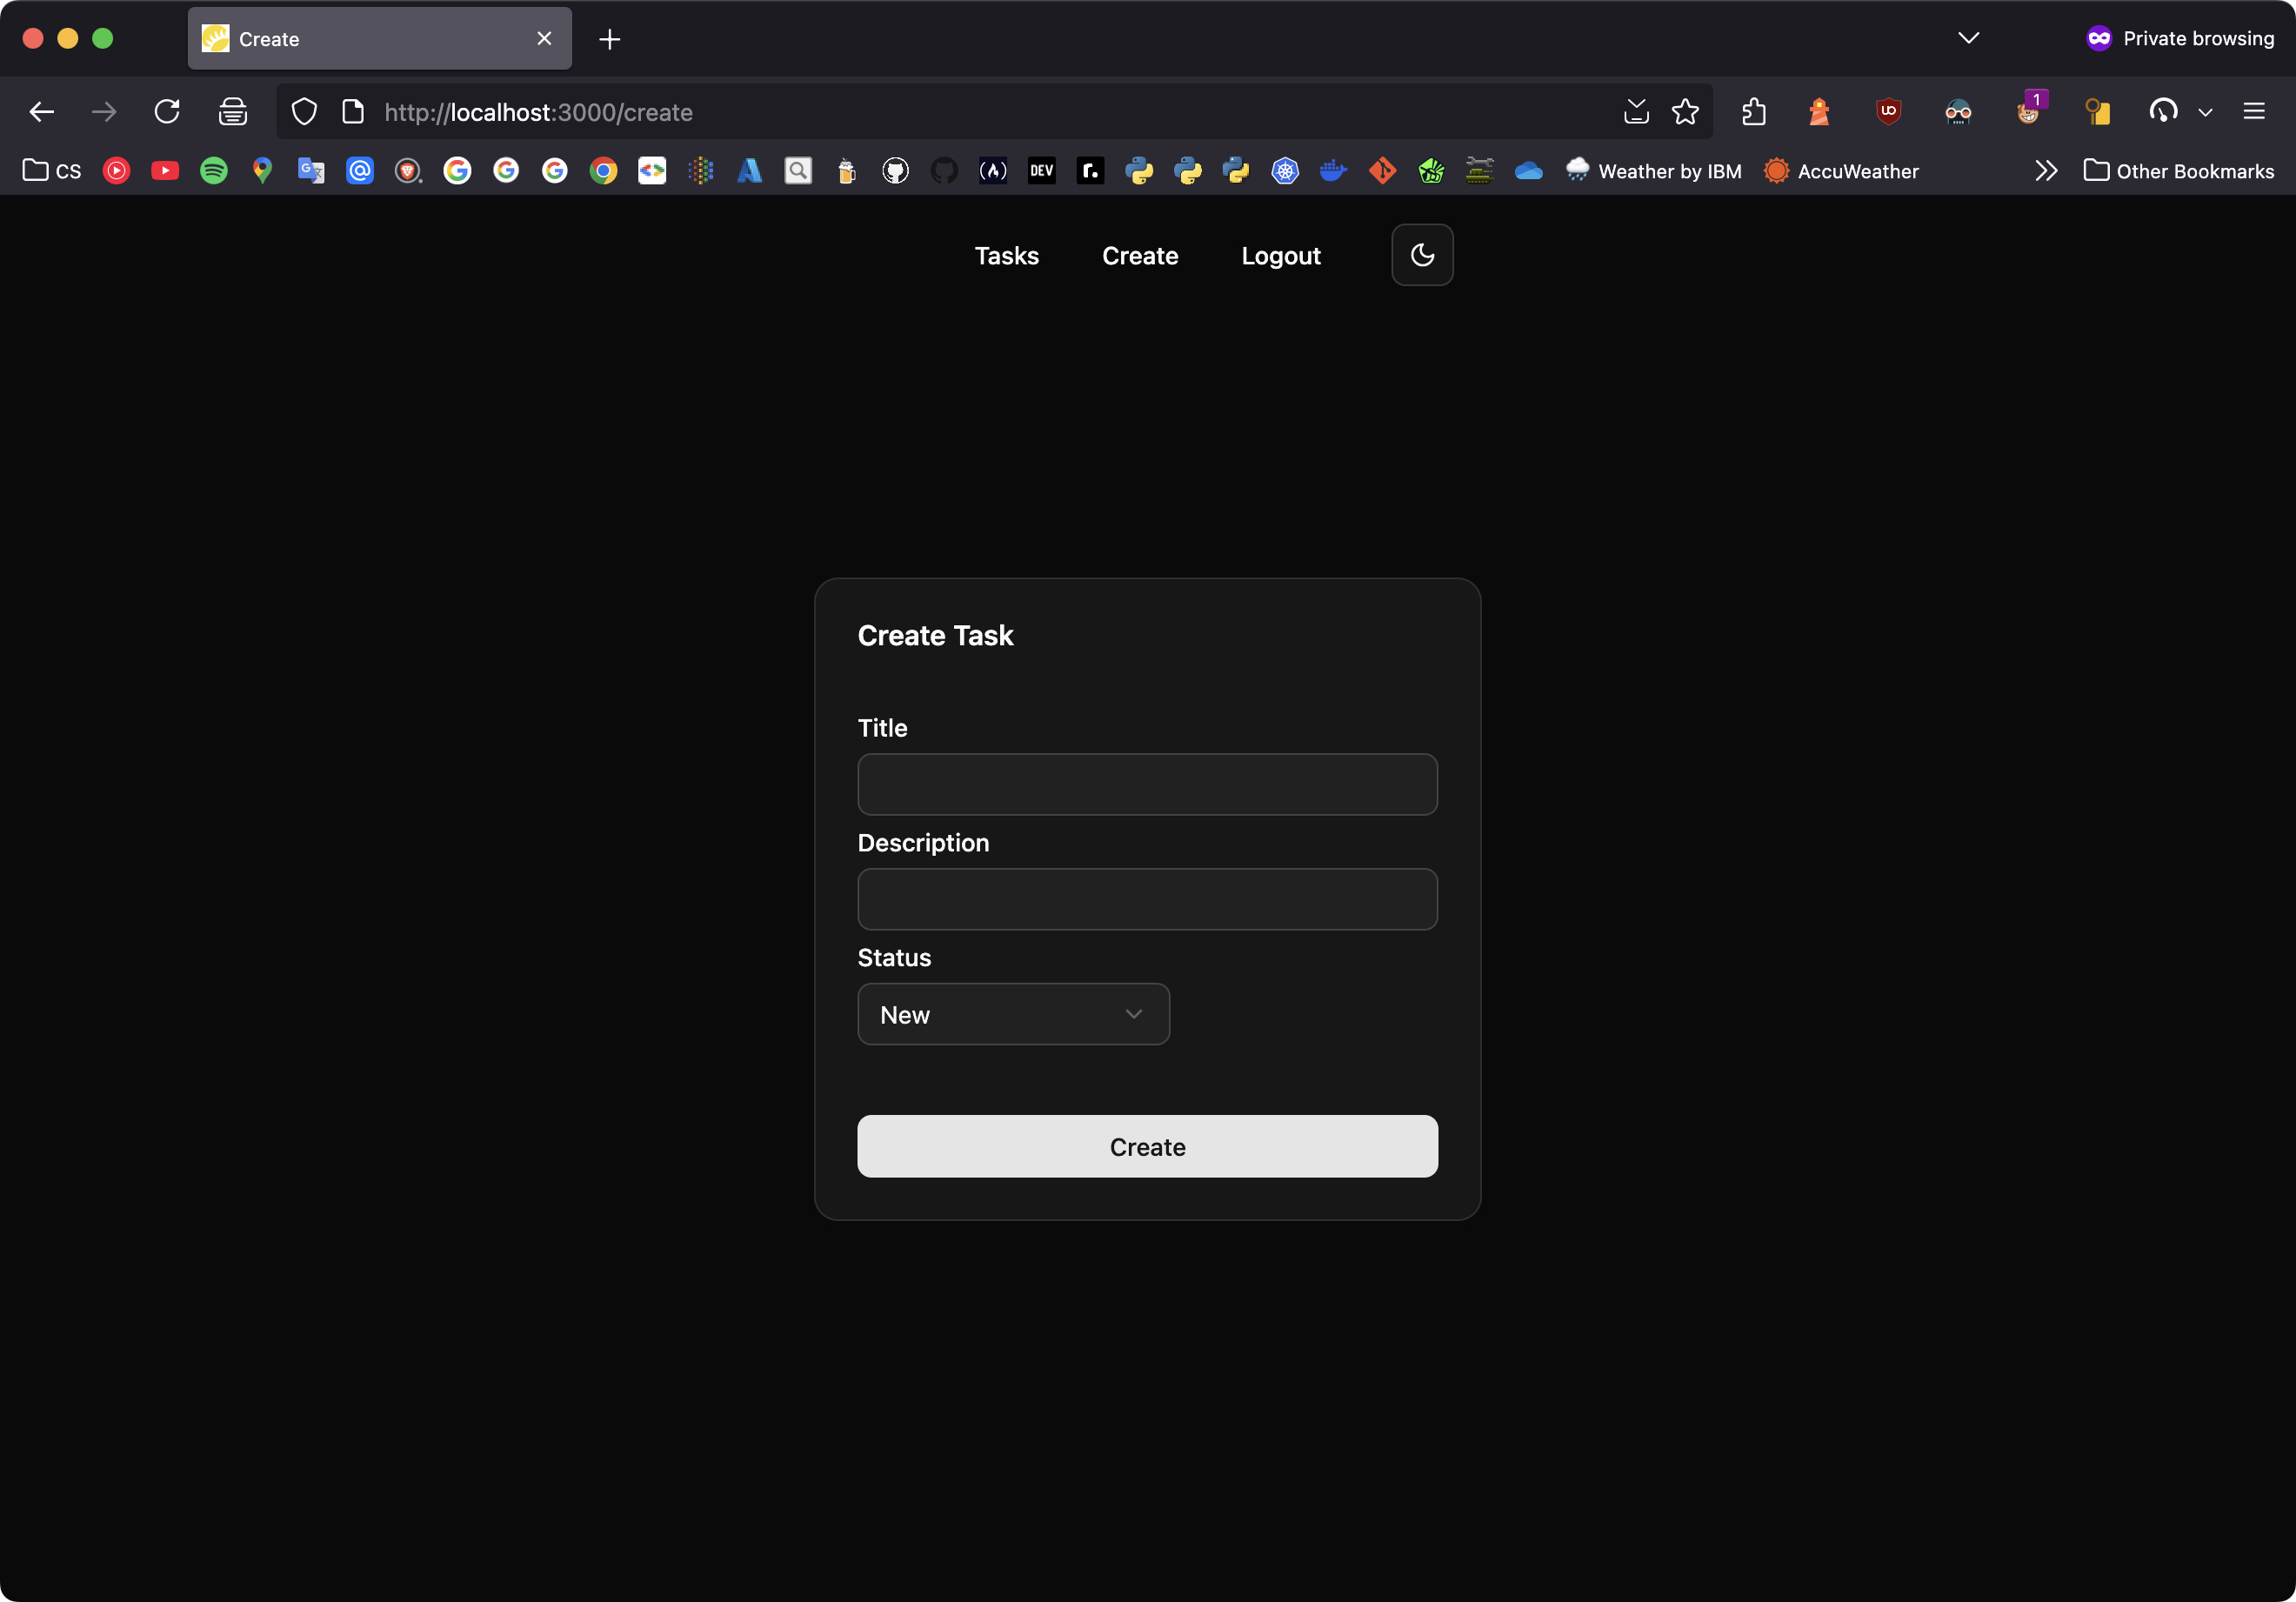 Create
Private browsing
http://localhost:3000/create
1
CS
DEV
r.
Weather by IBM
AccuWeather
Other Bookmarks
Tasks
Create
Logout
Create Task
Title
Description
Status
New
Create